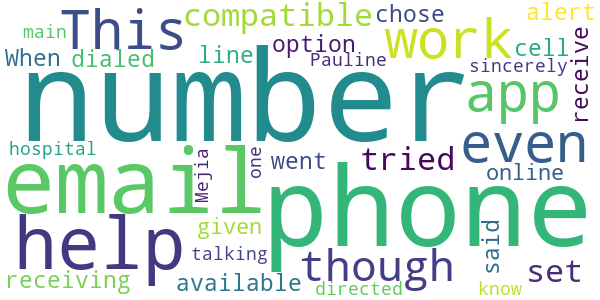 main This compatible chose alert
When dialed line option Pauline work cell receive
number sincerely app
hospital email Mejia one went tried even online
help given phone
receiving talking available though said set
directed know